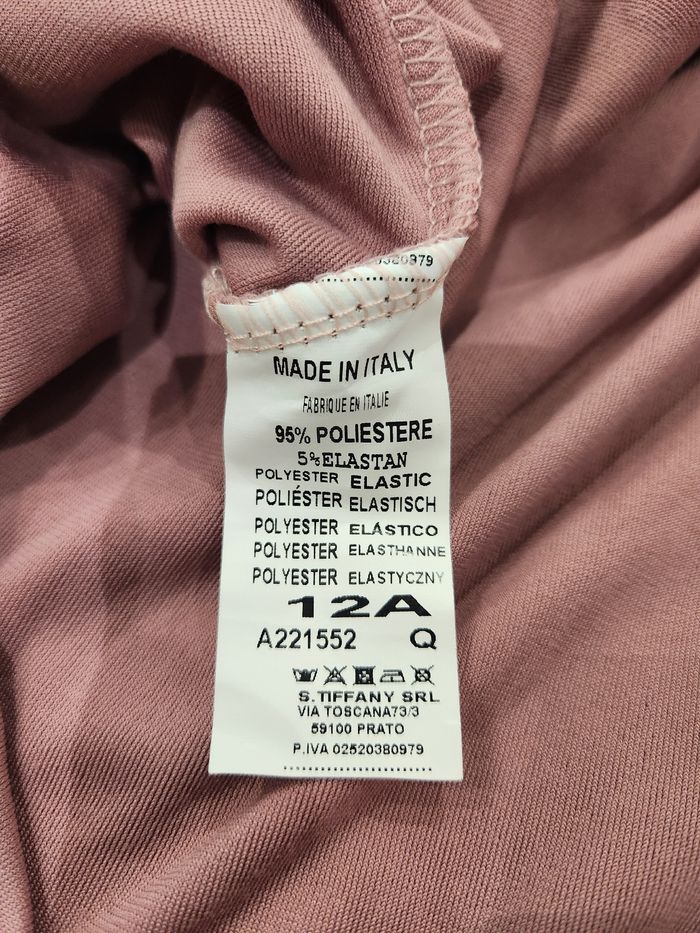 MADE IN ITALY
FABRIQUE EN ITALIE
95% POLIESTERE
5% ELASTAN
POLYESTER ELASTIC
POLIÉSTER ELASTISCH
POLYESTER ELÁSTICO
POLYESTER ELASTHANNE
POLYESTER ELASTYCZNY
12A
A221552 Q
S.TIFFANY SRL
VIA TOSCANA73/3
59100 PRATO
P.IVA 02520380979